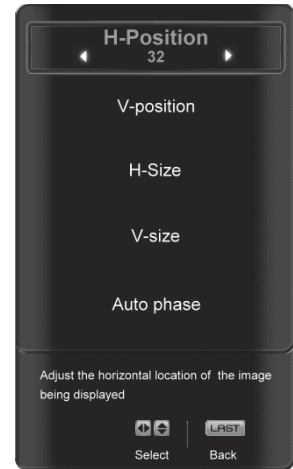 H-Position
32
V-position
H-Size
V-size
Auto phase
Adjust the horizontal location of the image
being displayed
LAST
Select Back